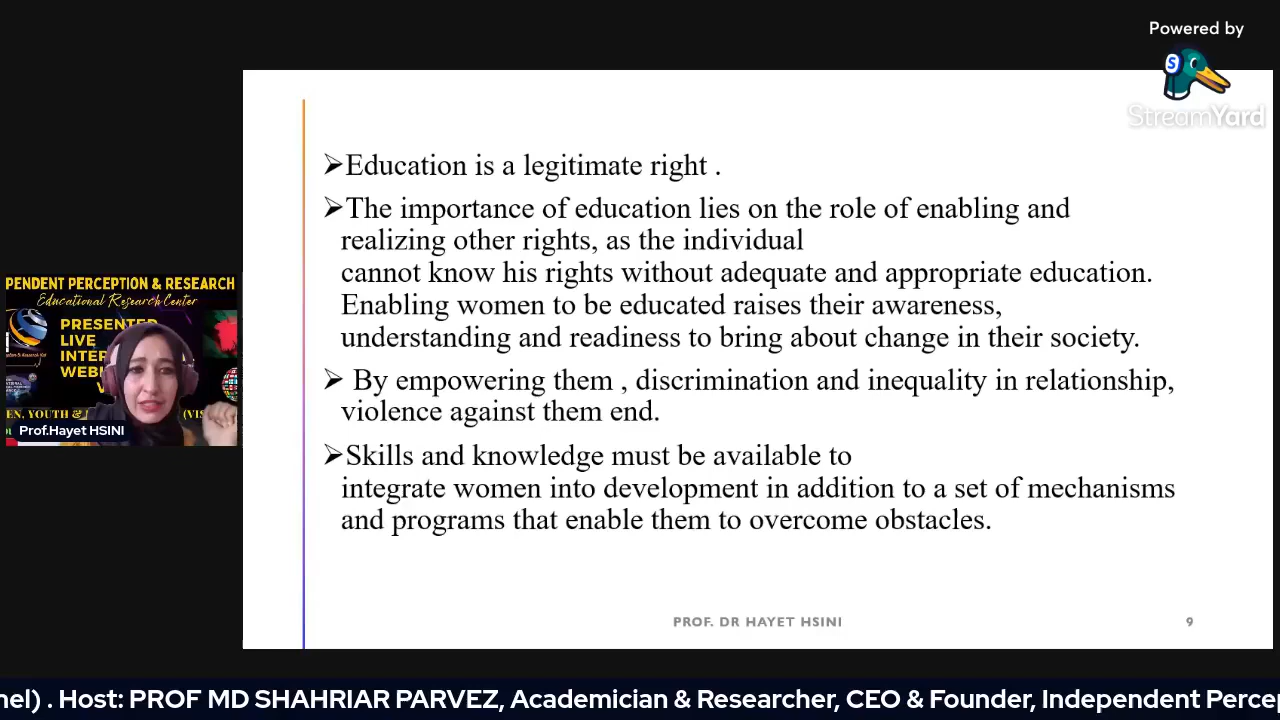 Powered by
StreamYard
➢Education is a legitimate right .
➢The importance of education lies on the role of enabling and
realizing other rights, as the individual
cannot know his rights without adequate and appropriate education.
Enabling women to be educated raises their awareness,
understanding and readiness to bring about change in their society.
➢ By empowering them , discrimination and inequality in relationship,
violence against them end.
➢Skills and knowledge must be available to
integrate women into development in addition to a set of mechanisms
and programs that enable them to overcome obstacles.
PROF. DR HAYET HSINI
9
PENDENT PERCEPTION & RESEARCH
Educational Research Center
PRESENTED
LIVE
INTER
WEB
EN, YOUTH &
(VIS
Prof.Hayet HSINI
nel) . Host: PROF MD SHAHRIAR PARVEZ, Academician & Researcher, CEO & Founder, Independent Perce